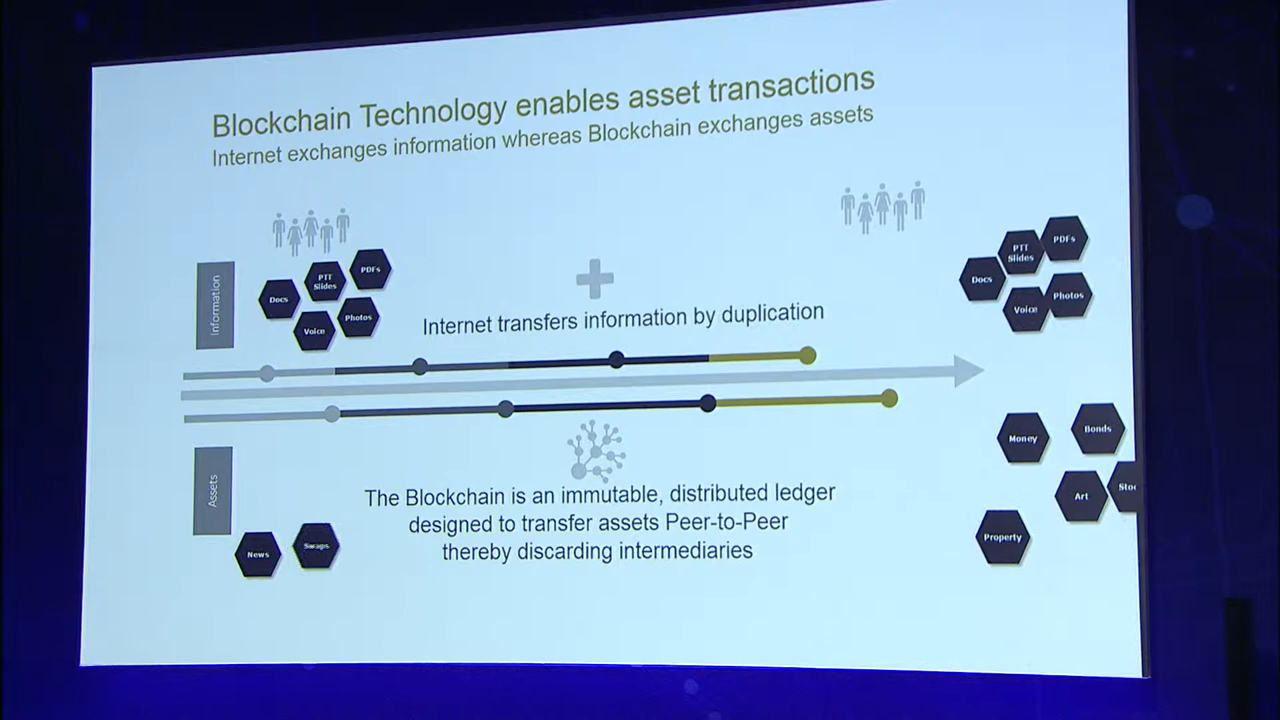 Blockchain Technology enables asset transactions
Internet exchanges information whereas Blockchain exchanges assets
Information
Docs
PTT
Slides
PDFs
Voice
Photos
Internet transfers information by duplication
Docs
PTT
Slides
PDFs
Voice
Photos
Assets
News
Swaps
The Blockchain is an immutable, distributed ledger
designed to transfer assets Peer-to-Peer
thereby discarding intermediaries
Money
Bonds
Art
Property